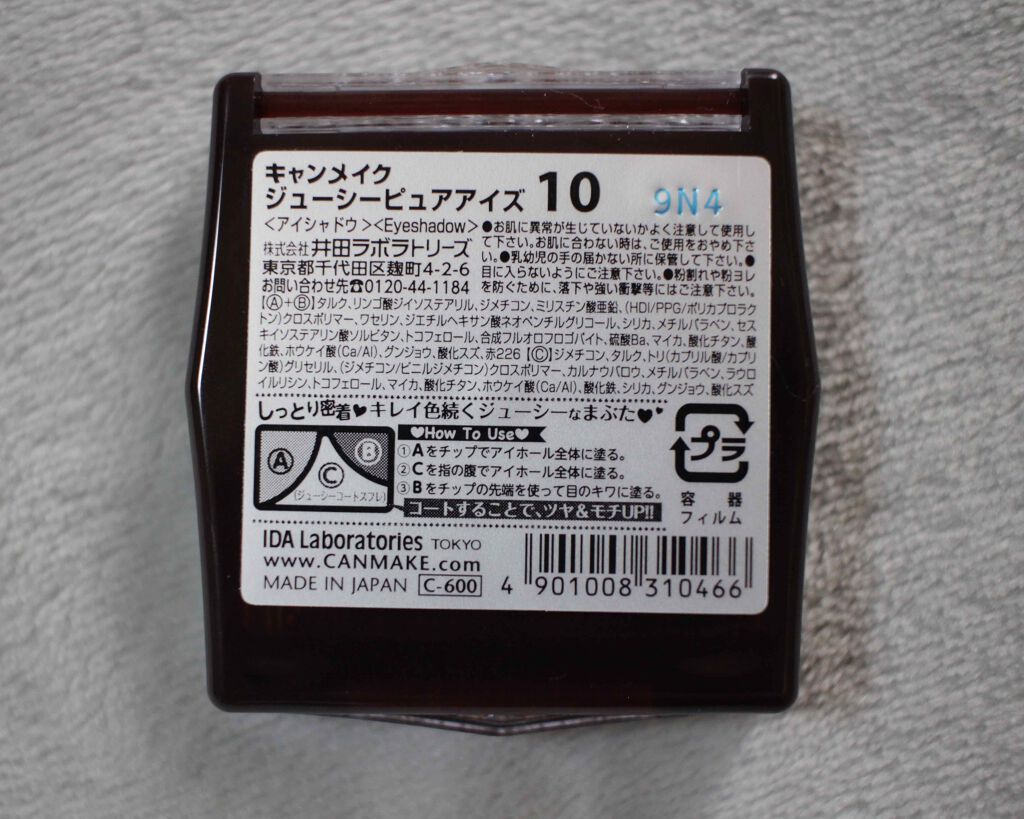 キャンメイク
ジューシーピュアアイズ 10
9N4
<アイシャドウ><Eyeshadow>
株式会社 井田ラボラトリーズ
東京都千代田区麹町4-2-6
お問い合わせ先☎0120-44-1184
●お肌に異常が生じていないかよく注意して使用し
て下さい。お肌に合わない時は、ご使用をおやめ下さ
い。●乳幼児の手の届かない所に保管して下さい。●
目に入らないようにご注意下さい。●粉割れや粉ヨレ
を防ぐために、落下や強い衝撃等にはご注意下さい。
【Ⓐ+Ⓑ】タルク、リンゴ酸ジイソステアリル、ジメチコン、ミリスチン酸亜鉛、(HDI/PPG/ポリカプロラク
トン)クロスポリマー、ワセリン、ジエチルヘキサン酸ネオペンチルグリコール、シリカ、メチルパラベン、セス
キイソステアリン酸ソルビタン、トコフェロール、合成フルオロフロゴパイト、硫酸Ba、マイカ、酸化チタン、酸
化鉄、ホウケイ酸(Ca/Al)、グンジョウ、酸化スズ、赤226【Ⓒ】ジメチコン、タルク、トリ(カプリル酸/カプリ
ン酸)グリセリル、(ジメチコン/ビニルジメチコン)クロスポリマー、カルナウバロウ、メチルパラベン、ラウロ
イルリシン、トコフェロール、マイカ、酸化チタン、ホウケイ酸(Ca/Al)、酸化鉄、シリカ、グンジョウ、酸化スズ
しっとり密着♥キレイ色続くジューシーなまぶた♥♥
Ⓐ
Ⓑ
Ⓒ
(ジューシーコートスフレ)
♥How To Use♥
①Aをチップでアイホール全体に塗る。
②Cを指の腹でアイホール全体に塗る。
③Bをチップの先端を使って目のキワに塗る。
コートすることで、ツヤ&モチUP!!
プラ
容器
フィルム
IDA Laboratories TOKYO
www.CANMAKE.com
MADE IN JAPAN C-600
4 901008 310466